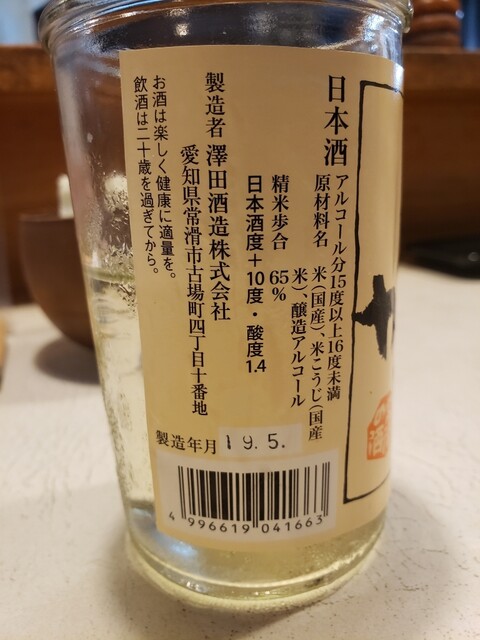 日本酒
アルコール分15度以上16度未満
原材料名 米(国産)、米こうじ(国産
米)、醸造アルコール
精米歩合 65%
日本酒度+10度・酸度1.4
製造者 澤田酒造株式会社
愛知県常滑市古場町四丁目十番地
お酒は楽しく健康に適量を。
飲酒は二十歳を過ぎてから。
製造年月 19.5.
4 996619 041663